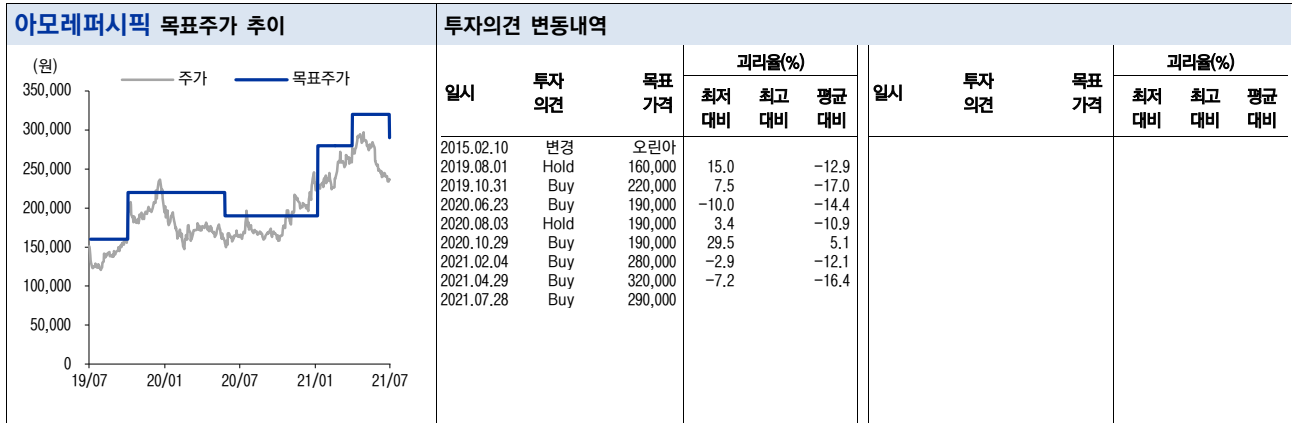 아모레퍼시픽 목표주가 추이
(원)
주가 목표주가
350,000
300,000
250,000
200,000
150,000
100,000
50,000
0
19/07 20/01 20/07 21/01 21/07
투자의견 변동내역
일시 투자의견 목표가격 괴리율(%) 최저대비 최고대비 평균대비
2015.02.10 변경 오린아
2019.08.01 Hold 160,000 15.0 -12.9
2019.10.31 Buy 220,000 7.5 -17.0
2020.06.23 Buy 190,000 -10.0 -14.4
2020.08.03 Hold 190,000 3.4 -10.9
2020.10.29 Buy 190,000 29.5 5.1
2021.02.04 Buy 280,000 -2.9 -12.1
2021.04.29 Buy 320,000 -7.2 -16.4
2021.07.28 Buy 290,000
일시 투자의견 목표가격 괴리율(%) 최저대비 최고대비 평균대비